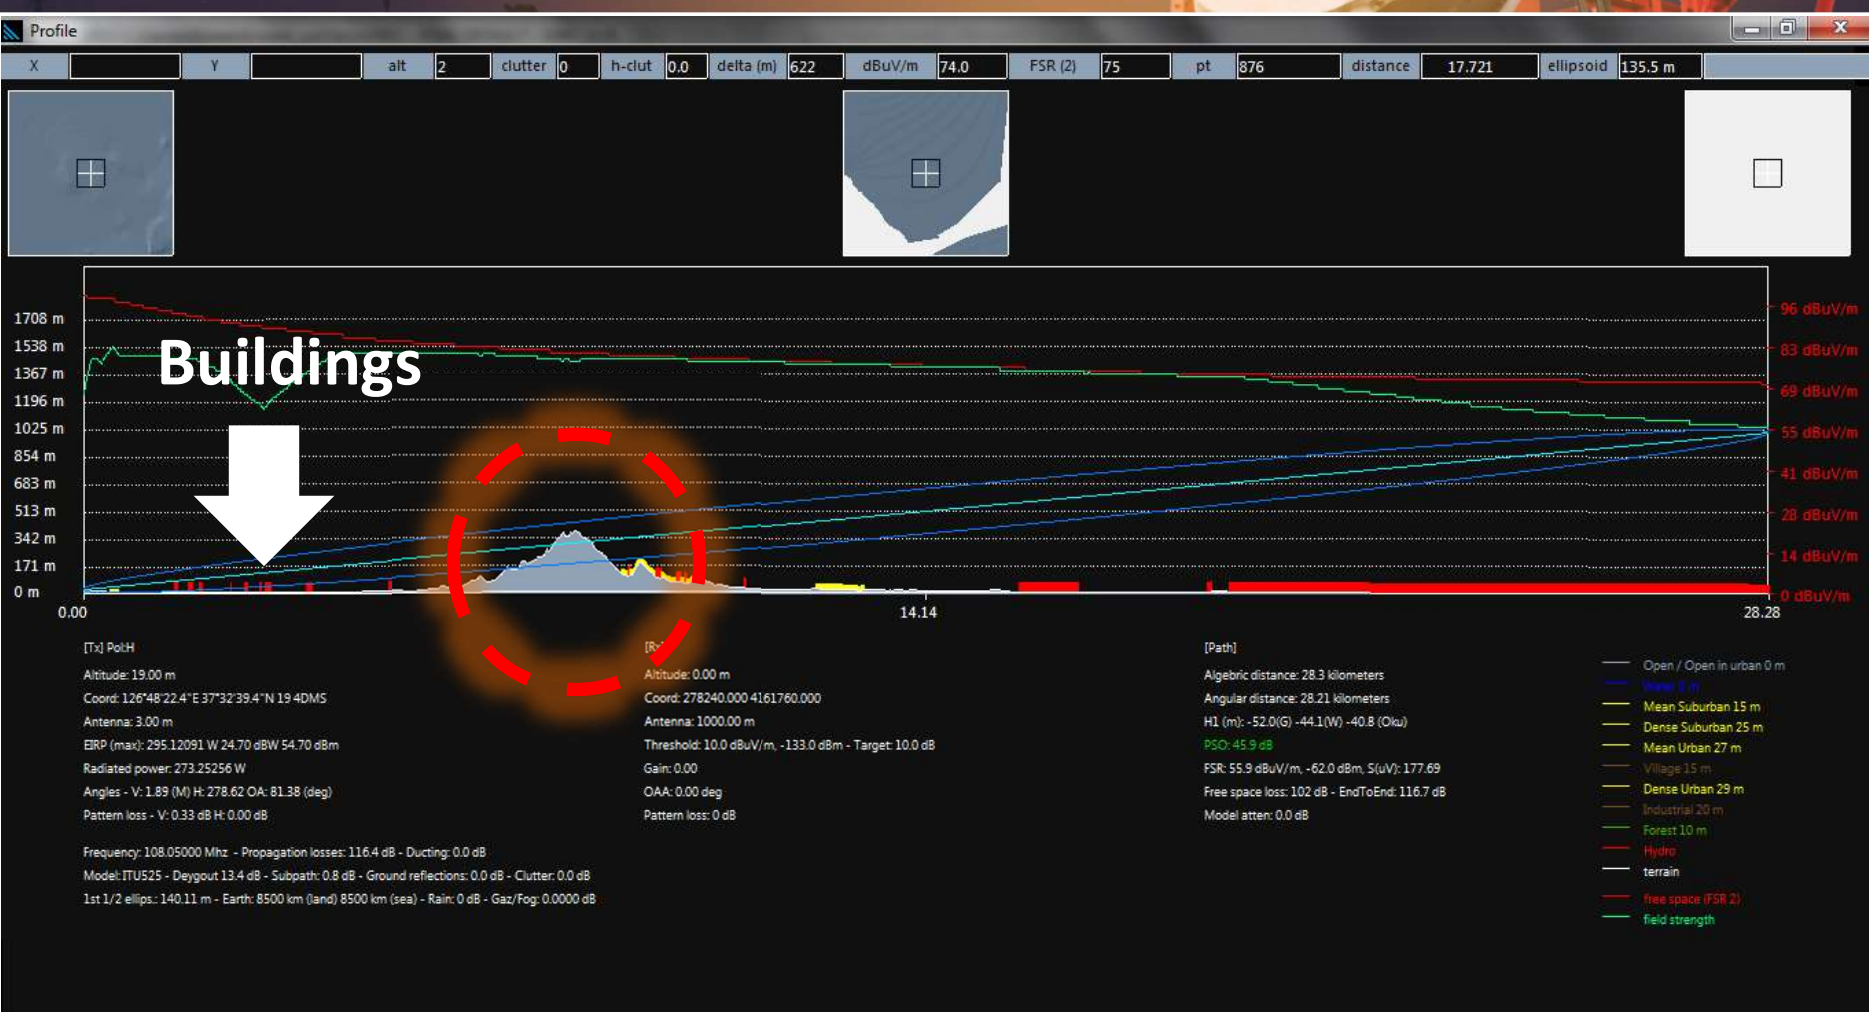 Profile
X Y alt 2 clutter 0 h-clut 0.0 delta (m) 622 dBuV/m 74.0 FSR (2) 75 pt 876 distance 17.721 ellipsoid 135.5 m
1708 m
1538 m
1367 m
1196 m
1025 m
854 m
683 m
513 m
342 m
171 m
0 m
Buildings
96 dBuV/m
83 dBuV/m
69 dBuV/m
55 dBuV/m
41 dBuV/m
28 dBuV/m
14 dBuV/m
0 dBuV/m
0.00 14.14 28.28
[Tx] Pol:H
Altitude: 19.00 m
Coord: 126°48'22.4"E 37°32'39.4"N 19 4DMS
Antenna: 3.00 m
EIRP (max): 295.12091 W 24.70 dBW 54.70 dBm
Radiated power: 273.25256 W
Angles - V: 1.89 (M) H: 278.62 OA: 81.38 (deg)
Pattern loss - V: 0.33 dB H: 0.00 dB
Frequency: 108.05000 Mhz - Propagation losses: 116.4 dB - Ducting: 0.0 dB
Model: ITU525 - Deygout 13.4 dB - Subpath: 0.8 dB - Ground reflections: 0.0 dB - Clutter: 0.0 dB
1st 1/2 ellips.: 140.11 m - Earth: 8500 km (land) 8500 km (sea) - Rain: 0 dB - Gaz/Fog: 0.0000 dB
Altitude: 0.00 m
Coord: 278240.000 4161760.000
Antenna: 1000.00 m
Threshold: 10.0 dBuV/m, -133.0 dBm - Target: 10.0 dB
Gain: 0.00
OAA: 0.00 deg
Pattern loss: 0 dB
[Path]
Algebric distance: 28.3 kilometers
Angular distance: 28.21 kilometers
H1 (m): -52.0(G) -44.1(W) -40.8 (Oku)
PSO: 45.9 dB
FSR: 55.9 dBuV/m, -62.0 dBm, S(uV): 177.69
Free space loss: 102 dB - EndToEnd: 116.7 dB
Model atten: 0.0 dB
Open / Open in urban 0 m
Mean Suburban 15 m
Dense Suburban 25 m
Mean Urban 27 m
Village 15 m
Dense Urban 29 m
Industrial 20 m
Forest 10 m
Hydro
terrain
free space (FSR 2)
field strength